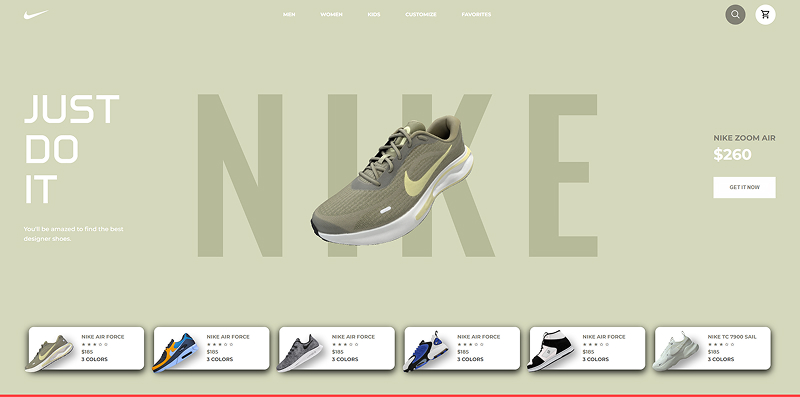 MEN WOMEN KIDS CUSTOMIZE FAVORITES
JUST
DO
IT
You'll be amazed to find the best
designer shoes.
NIKE
NIKE ZOOM AIR
$260
GET IT NOW
NIKE AIR FORCE
$185
3 COLORS
NIKE AIR FORCE
$185
3 COLORS
NIKE AIR FORCE
$185
3 COLORS
NIKE AIR FORCE
$185
3 COLORS
NIKE AIR FORCE
$185
3 COLORS
NIKE TC 7900 SAIL
$185
3 COLORS